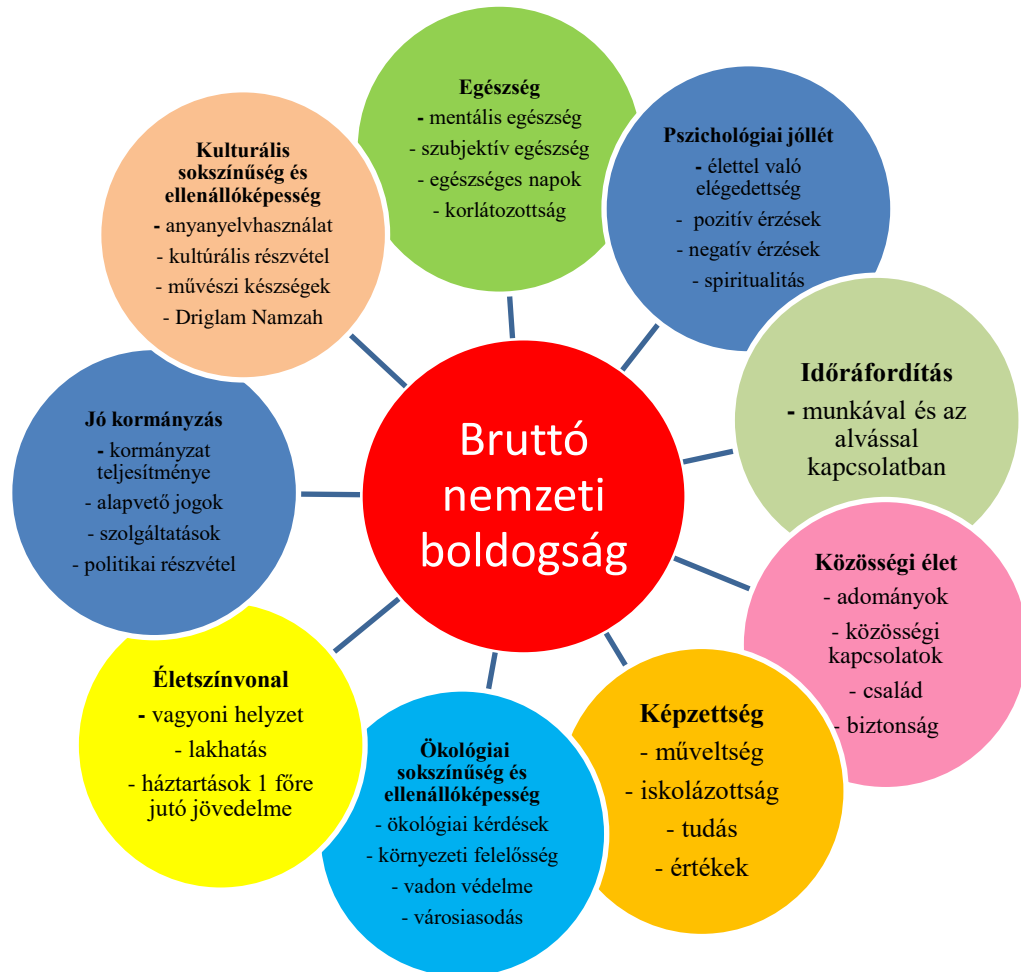 Egészség
- mentális egészség
- szubjektív egészség
- egészséges napok
- korlátozottság
Pszichológiai jóllét
- élettel való
elégedettség
- pozitív érzések
- negatív érzések
- spiritualitás
Időráfordítás
- munkával és az
alvással
kapcsolatban
Közösségi élet
- adományok
- közösségi
kapcsolatok
- család
- biztonság
Képzettség
- műveltség
- iskolázottság
- tudás
- értékek
Ökológiai
sokszínűség és
ellenállóképesség
- ökológiai kérdések
- környezeti felelősség
- vadon védelme
- városiasodás
Életszínvonal
- vagyoni helyzet
- lakhatás
- háztartások 1 főre
jutó jövedelme
Jó kormányzás
- kormányzat
teljesítménye
- alapvető jogok
- szolgáltatások
- politikai részvétel
Kulturális
sokszínűség és
ellenállóképesség
- anyanyelvhasználat
- kultúrális részvétel
- művészi készségek
- Driglam Namzah
Bruttó
nemzeti
boldogság